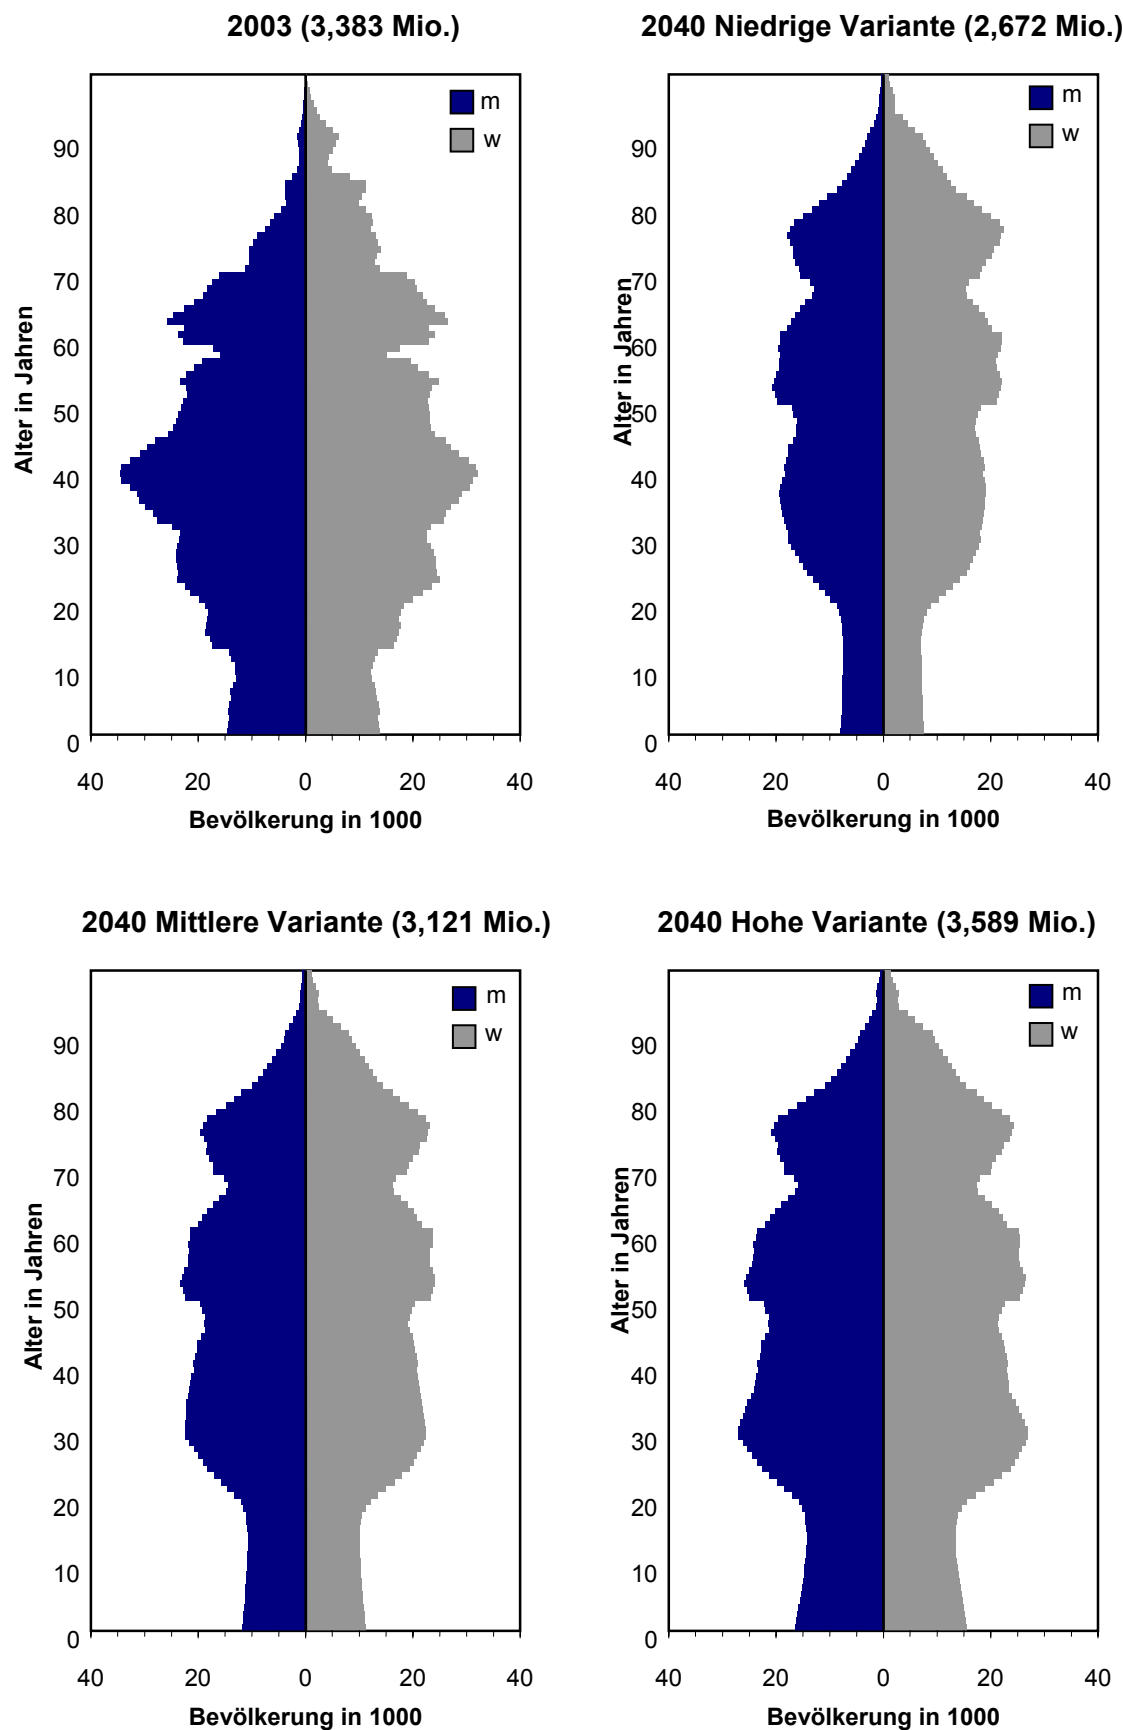 2003 (3,383 Mio.)
m
w
90
80
70
60
50
40
30
20
10
0
Alter in Jahren
40 20 0 20 40
Bevölkerung in 1000
2040 Niedrige Variante (2,672 Mio.)
m
w
90
80
70
60
50
40
30
20
10
0
Alter in Jahren
40 20 0 20 40
Bevölkerung in 1000
2040 Mittlere Variante (3,121 Mio.)
m
w
90
80
70
60
50
40
30
20
10
0
Alter in Jahren
40 20 0 20 40
Bevölkerung in 1000
2040 Hohe Variante (3,589 Mio.)
m
w
90
80
70
60
50
40
30
20
10
0
Alter in Jahren
40 20 0 20 40
Bevölkerung in 1000